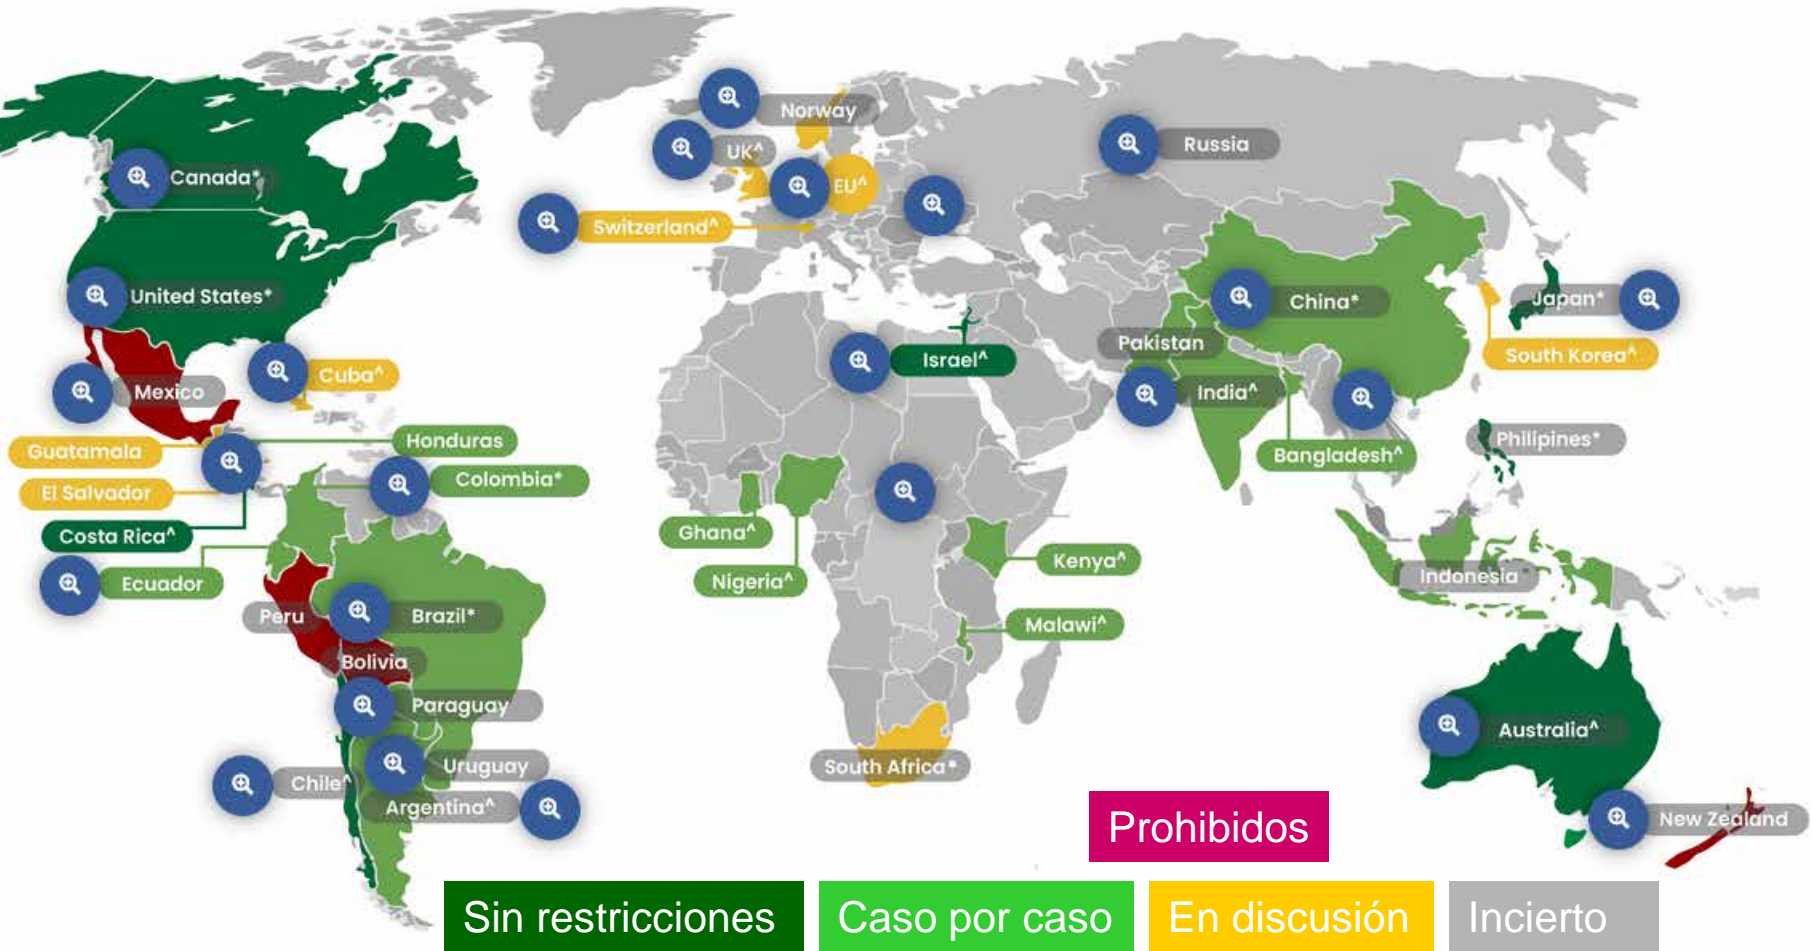 Norway
UK^
Russia
Canada*
EU^
Switzerland^
United States*
China*
Japan*
Pakistan
South Korea^
Israel^
Cuba^
Mexico
India^
Honduras
Philipines*
Guatamala
Bangladesh^
Colombia*
El Salvador
Costa Rica^
Ghana^
Kenya^
Ecuador
Nigeria^
Indonesia
Peru
Brazil*
Malawi^
Bolivia
Paraguay
Australia^
Uruguay
South Africa*
Chile^
Argentina^
New Zealand
Prohibidos
Sin restricciones
Caso por caso
En discusión
Incierto